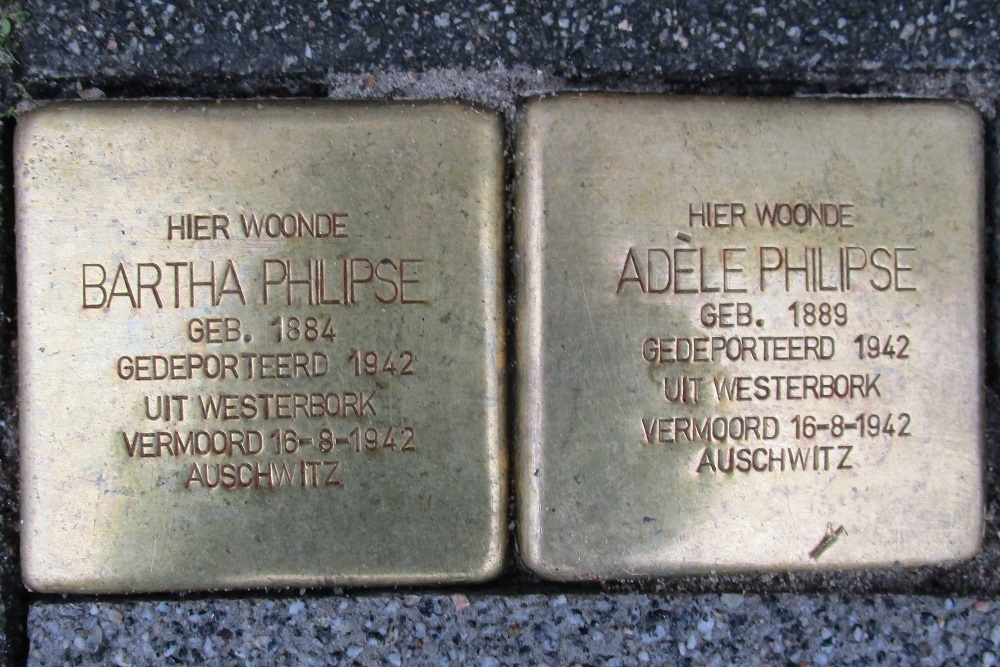 HIER WOONDE
BARTHA PHILIPSE
GEB. 1884
GEDEPORTEERD 1942
UIT WESTERBORK
VERMOORD 16-8-1942
AUSCHWITZ
HIER WOONDE
ADÈLE PHILIPSE
GEB. 1889
GEDEPORTEERD 1942
UIT WESTERBORK
VERMOORD 16-8-1942
AUSCHWITZ